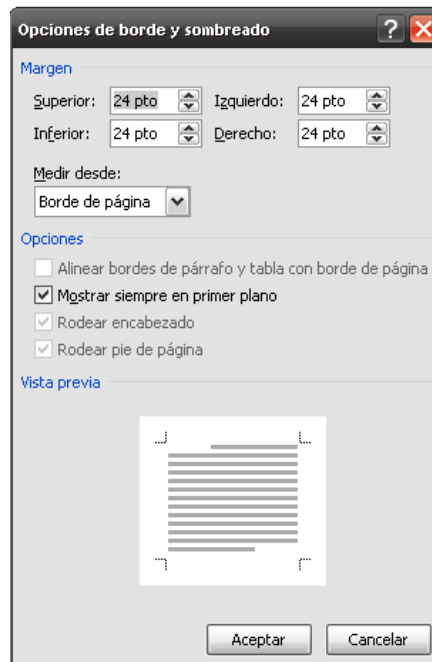 Opciones de borde y sombreado
Margen
Superior: 24 pto Izquierdo: 24 pto
Inferior: 24 pto Derecho: 24 pto
Medir desde:
Borde de página
Opciones
Alinear bordes de párrafo y tabla con borde de página
Mostrar siempre en primer plano
Rodear encabezado
Rodear pie de página
Vista previa
Aceptar Cancelar